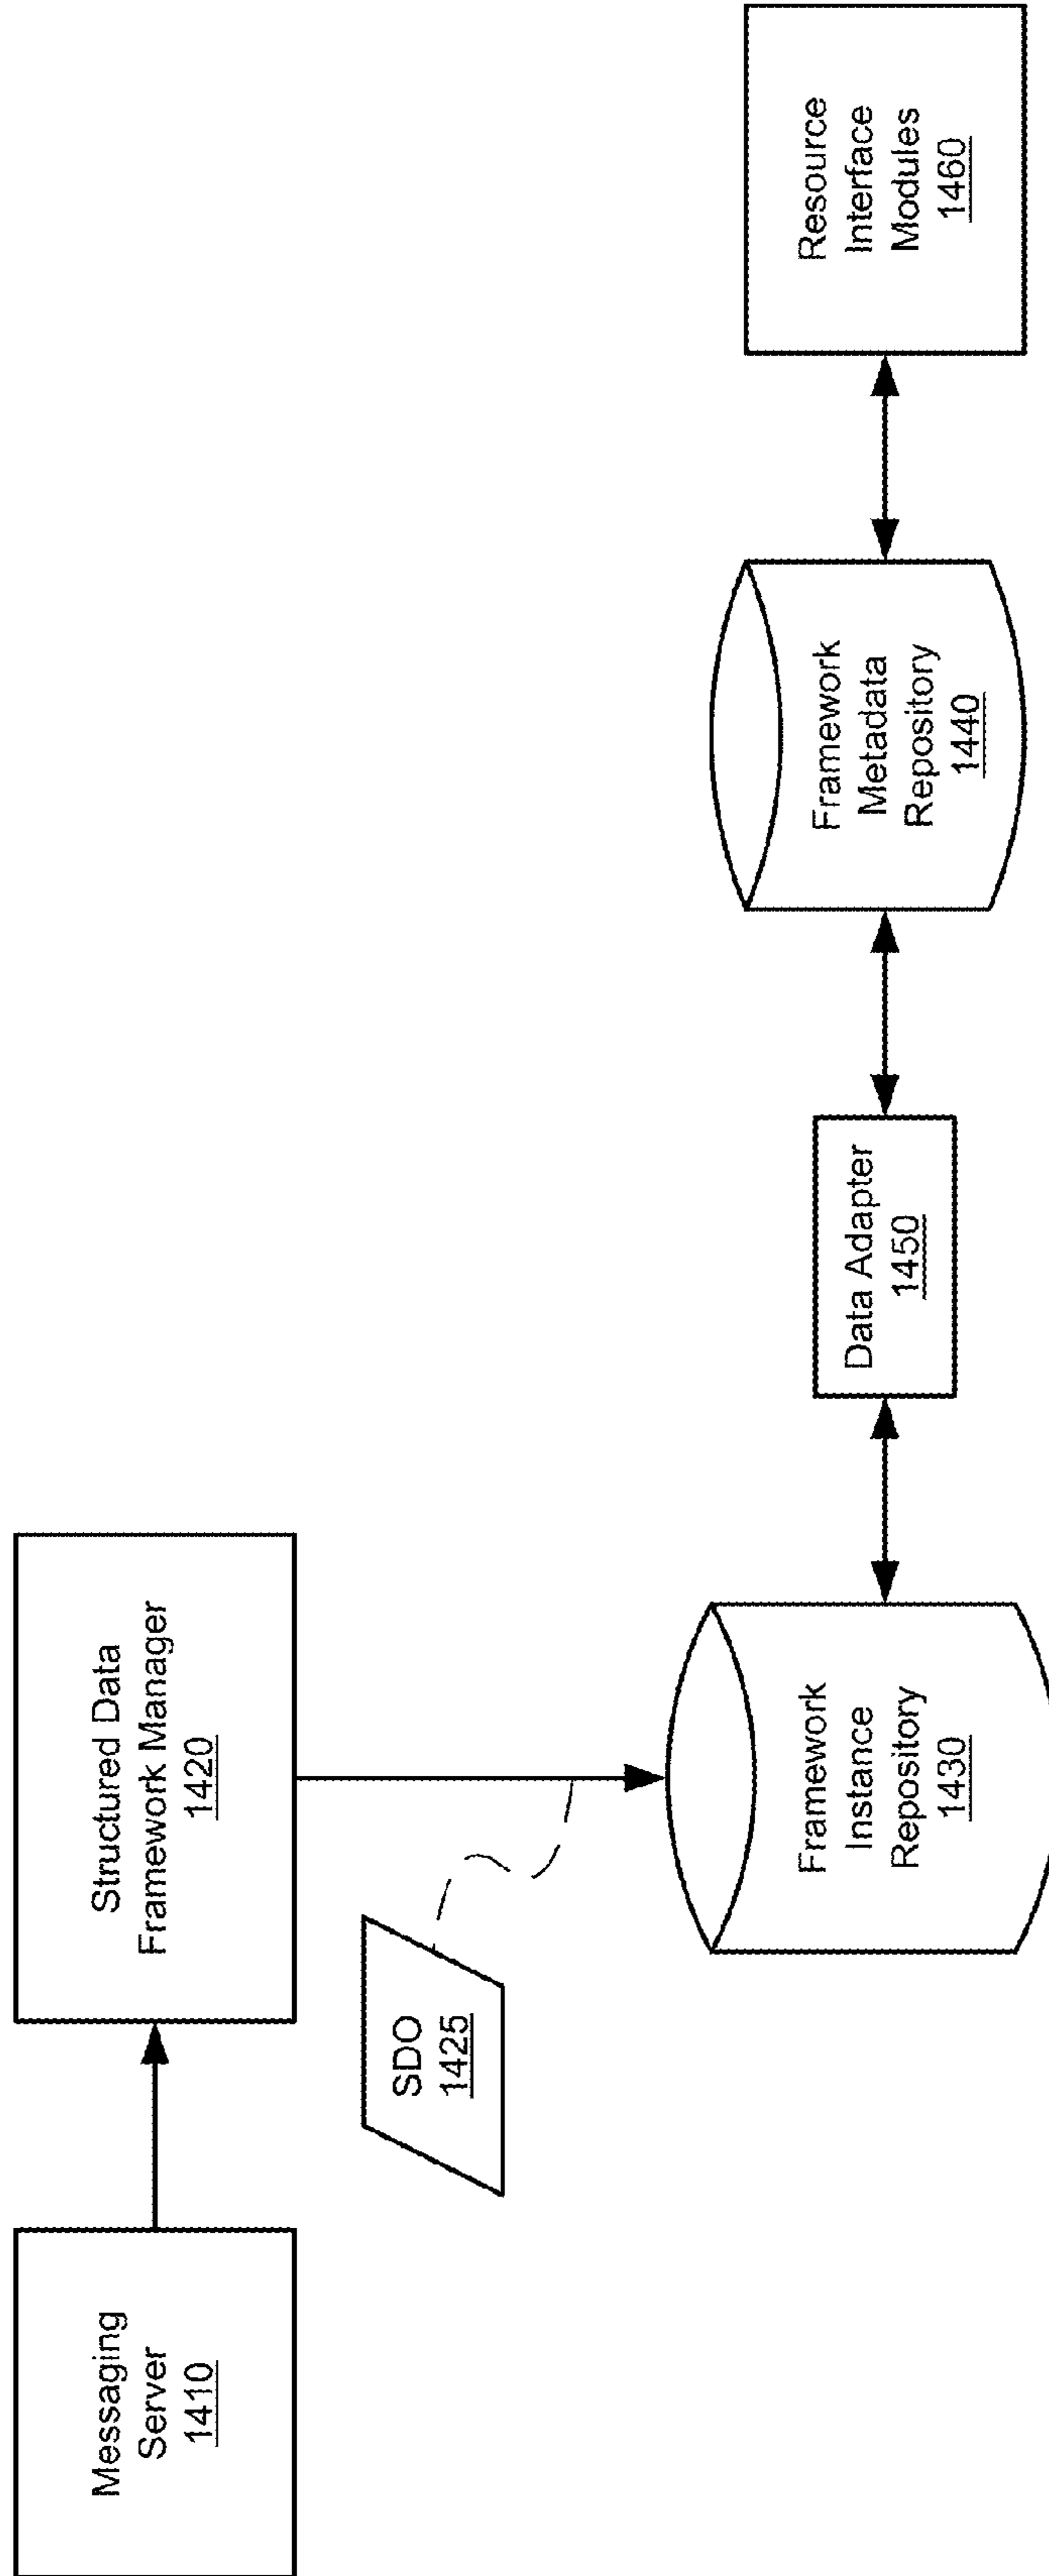 Messaging
Server
1410
Structured Data
Framework Manager
1420
SDO
1425
Framework
Instance
Repository
1430
Data Adapter
1450
Framework
Metadata
Repository
1440
Resource
Interface
Modules
1460